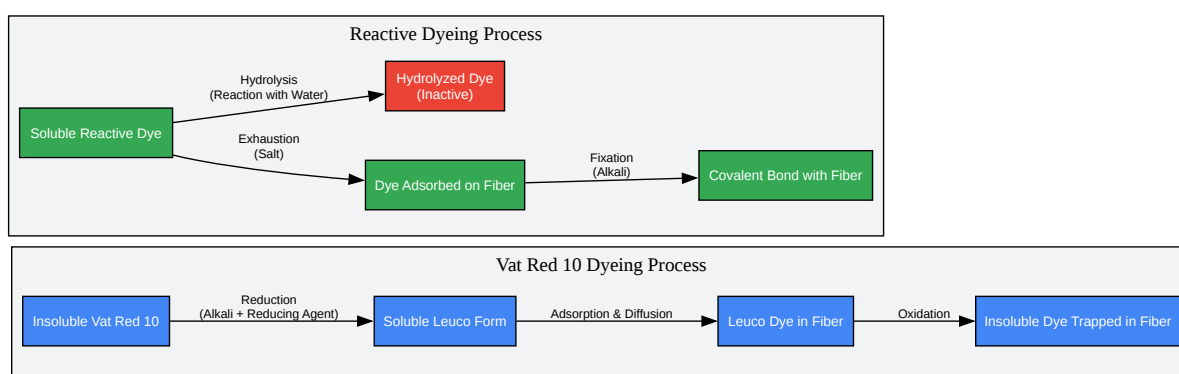 Reactive Dyeing Process
Hydrolysis
(Reaction with Water)
Hydrolyzed Dye
(Inactive)
Soluble Reactive Dye
Exhaustion
(Salt)
Dye Adsorbed on Fiber
Fixation
(Alkali)
Covalent Bond with Fiber
Vat Red 10 Dyeing Process
Insoluble Vat Red 10
Reduction
(Alkali + Reducing Agent)
Soluble Leuco Form
Adsorption & Diffusion
Leuco Dye in Fiber
Oxidation
Insoluble Dye Trapped in Fiber